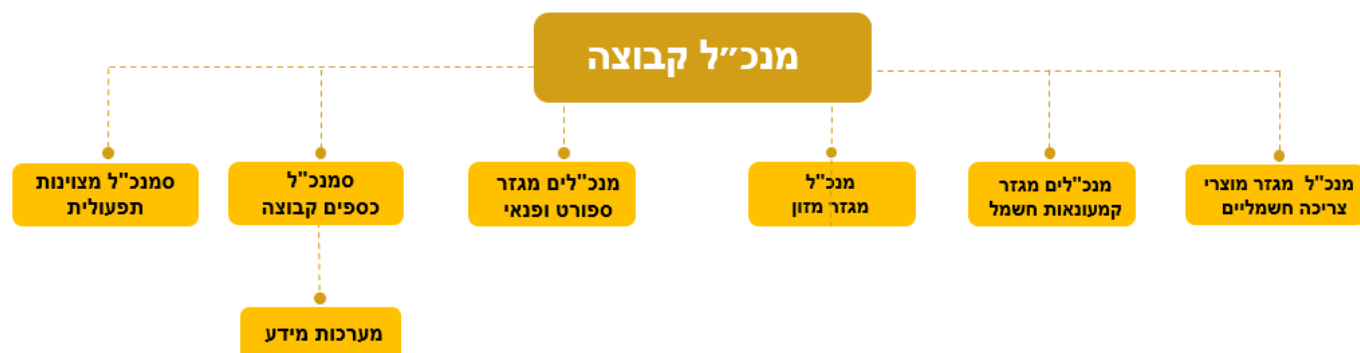 מנכ״ל קבוצה
מנכ"ל מגזר מוצרי
צריכה חשמליים
מנכ"לים מגזר
קמעונאות חשמל
מנכ"ל
מגזר מזון
מנכ"לים מגזר
ספורט ופנאי
סמנכ"ל
כספים קבוצה
סמנכ"ל מצוינות
תפעולית
מערכות מידע